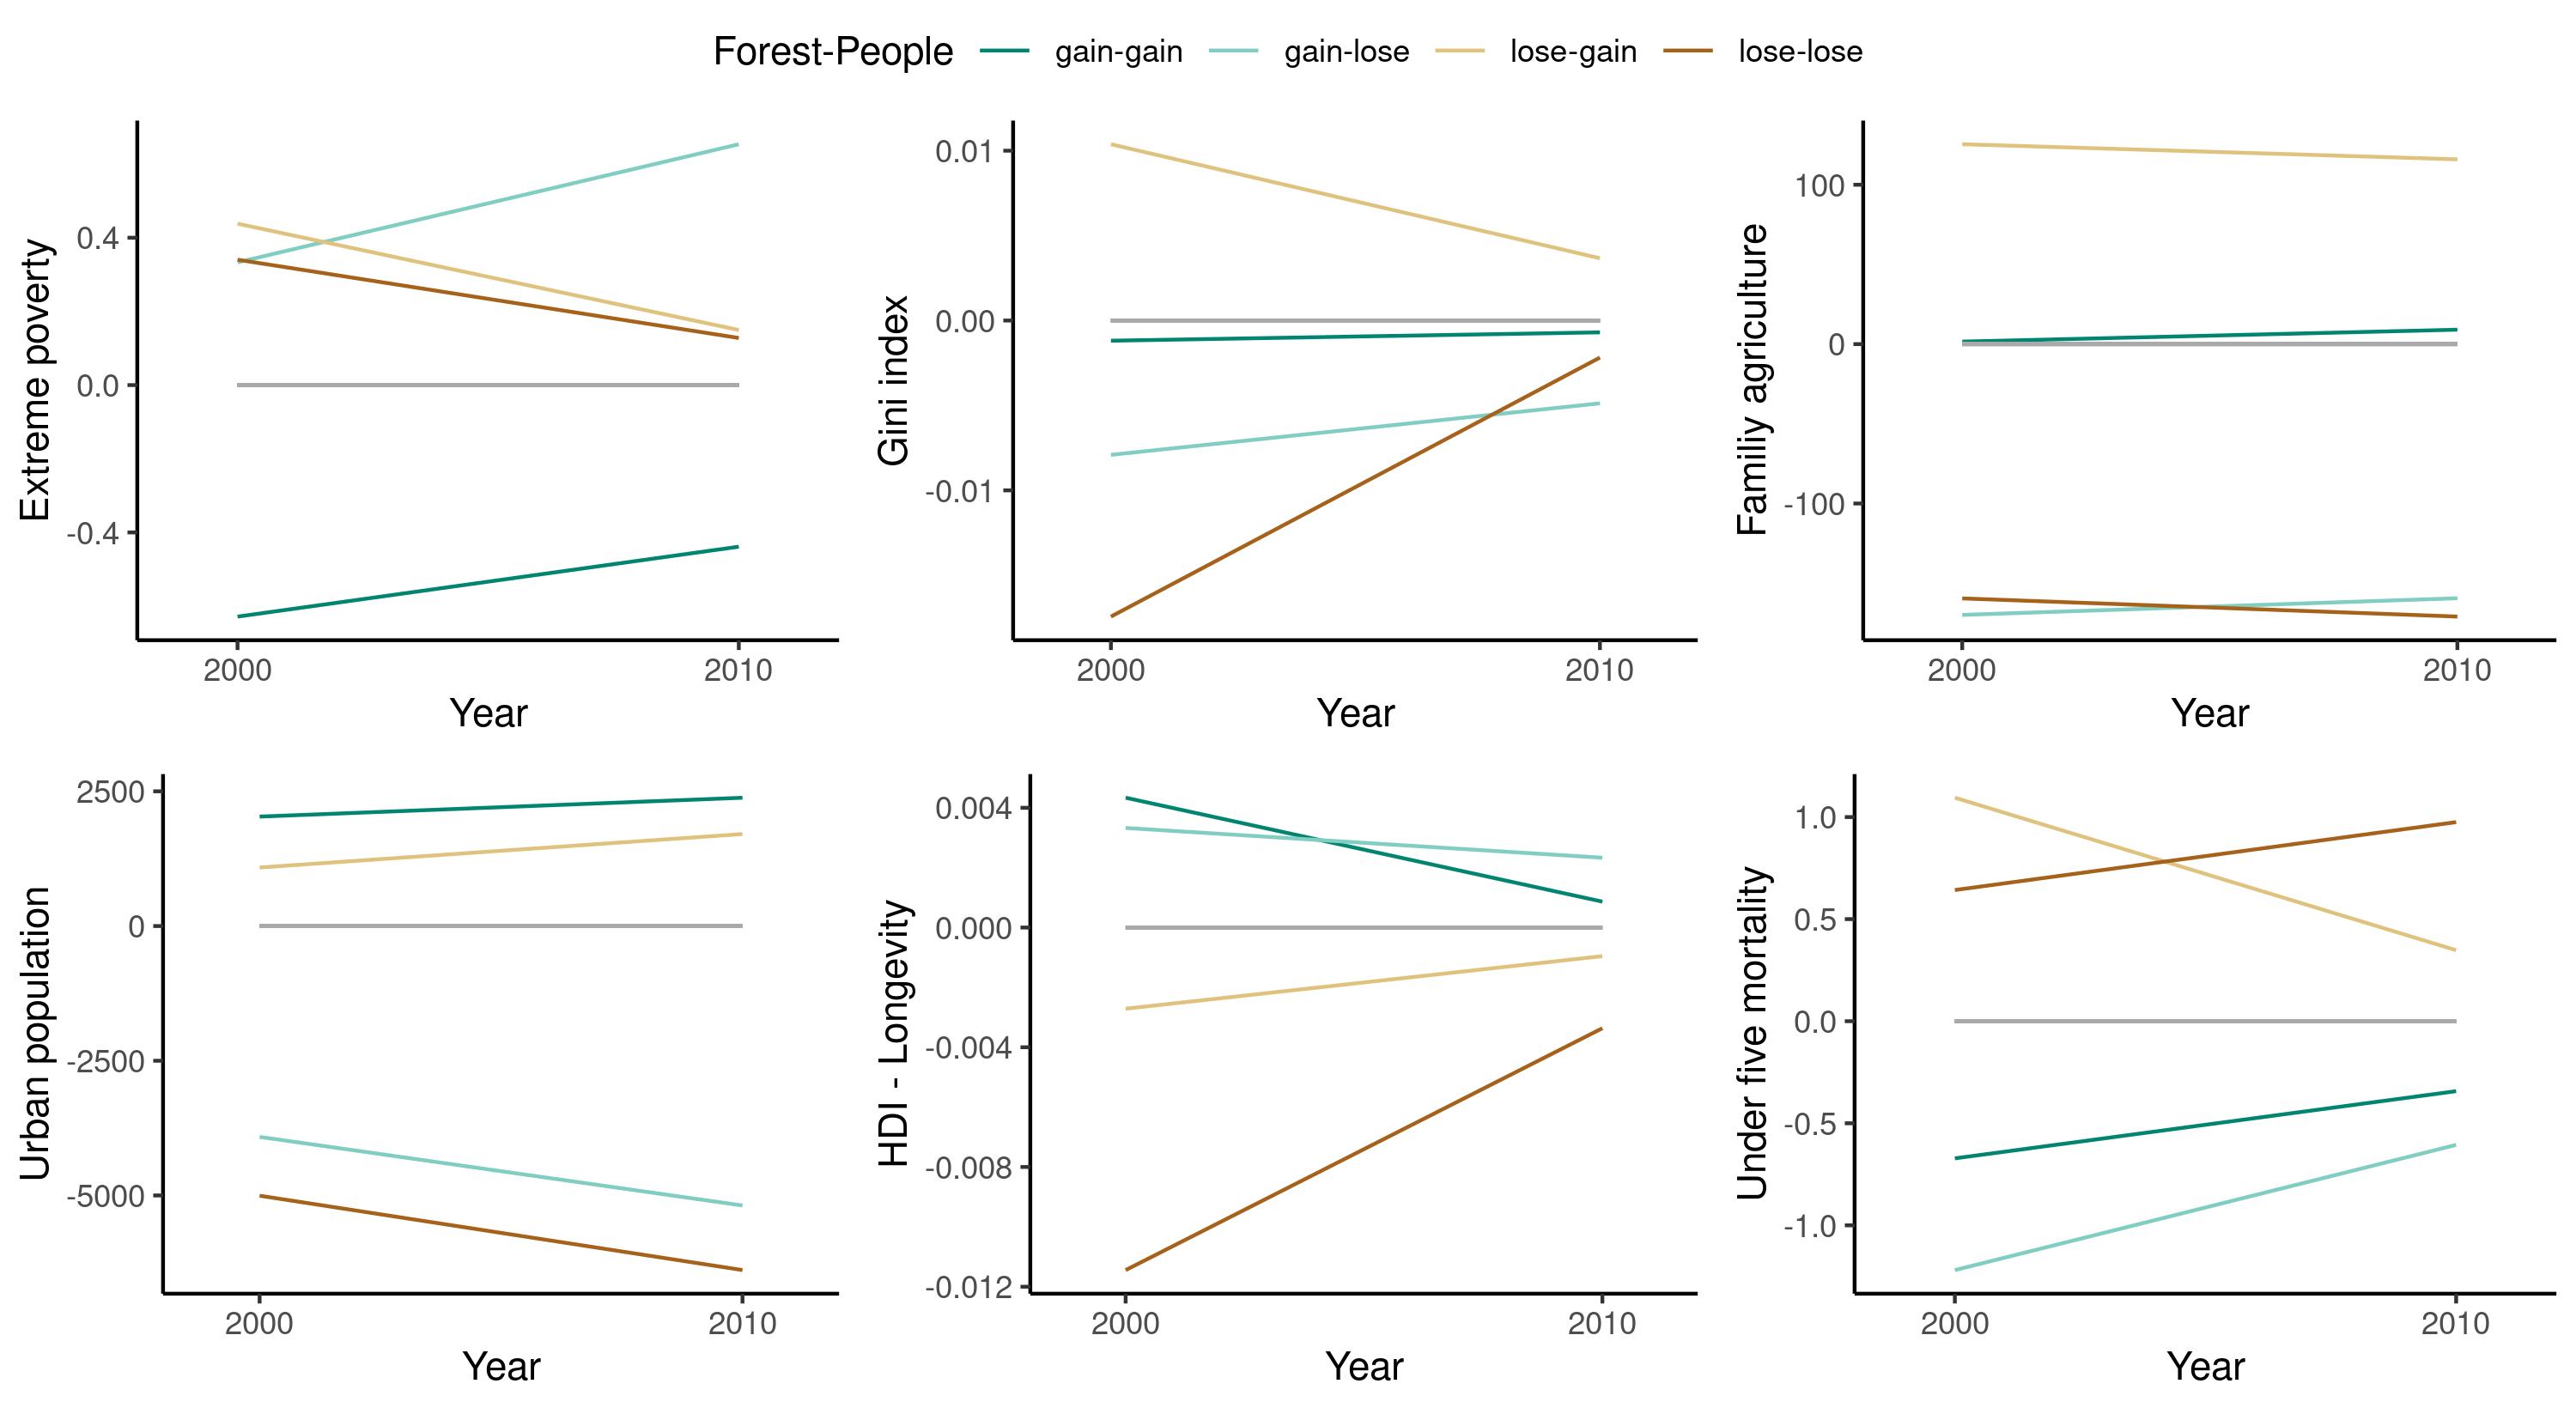 Forest-People gain-gain gain-lose lose-gain lose-lose
Extreme poverty
0.4
0.0
-0.4
2000 2010
Year
Gini index
0.01
0.00
-0.01
2000 2010
Year
Familiy agriculture
100
0
-100
2000 2010
Year
Urban population
2500
0
-2500
-5000
2000 2010
Year
HDI - Longevity
0.004
0.000
-0.004
-0.008
-0.012
2000 2010
Year
Under five mortality
1.0
0.5
0.0
-0.5
-1.0
2000 2010
Year